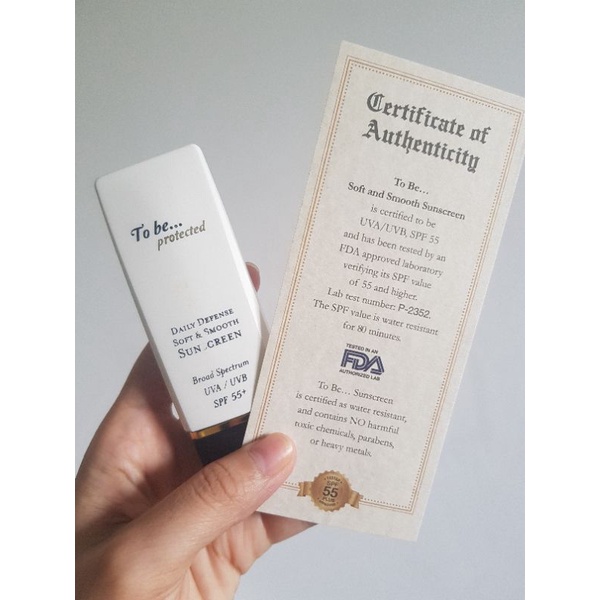 To be...
protected
DAILY DEFENSE
SOFT & SMOOTH
SUN CREEN
Broad Spectrum
UVA / UVB
SPF 55+
Certificate of
Authenticity
To Be...
Soft and Smooth Sunscreen
is certified to be
UVA/UVB, SPF 55
and has been tested by an
FDA approved laboratory
verifying its SPF value
of 55 and higher.
Lab test number: P-2352.
The SPF value is water resistant
for 80 minutes.
TESTED IN AN
FDA
AUTHORIZED LAB
To Be... Sunscreen
is certified as water resistant,
and contains NO harmful
toxic chemicals, parabens,
or heavy metals.
SPF
55
PLUS